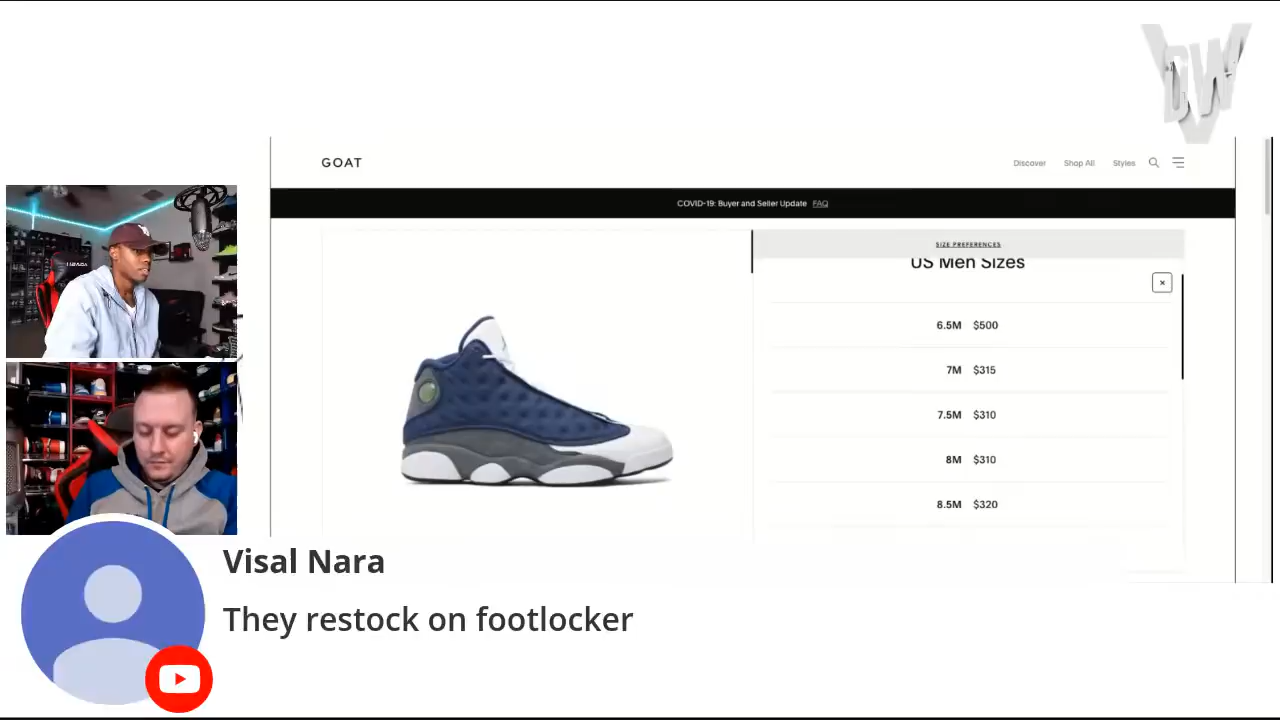 GOAT
Discover
Shop All
Styles
COVID-19: Buyer and Seller Update FAQ
SIZE PREFERENCES
US Men Sizes
6.5M $500
7M $315
7.5M $310
8M $310
8.5M $320
Visal Nara
They restock on footlocker